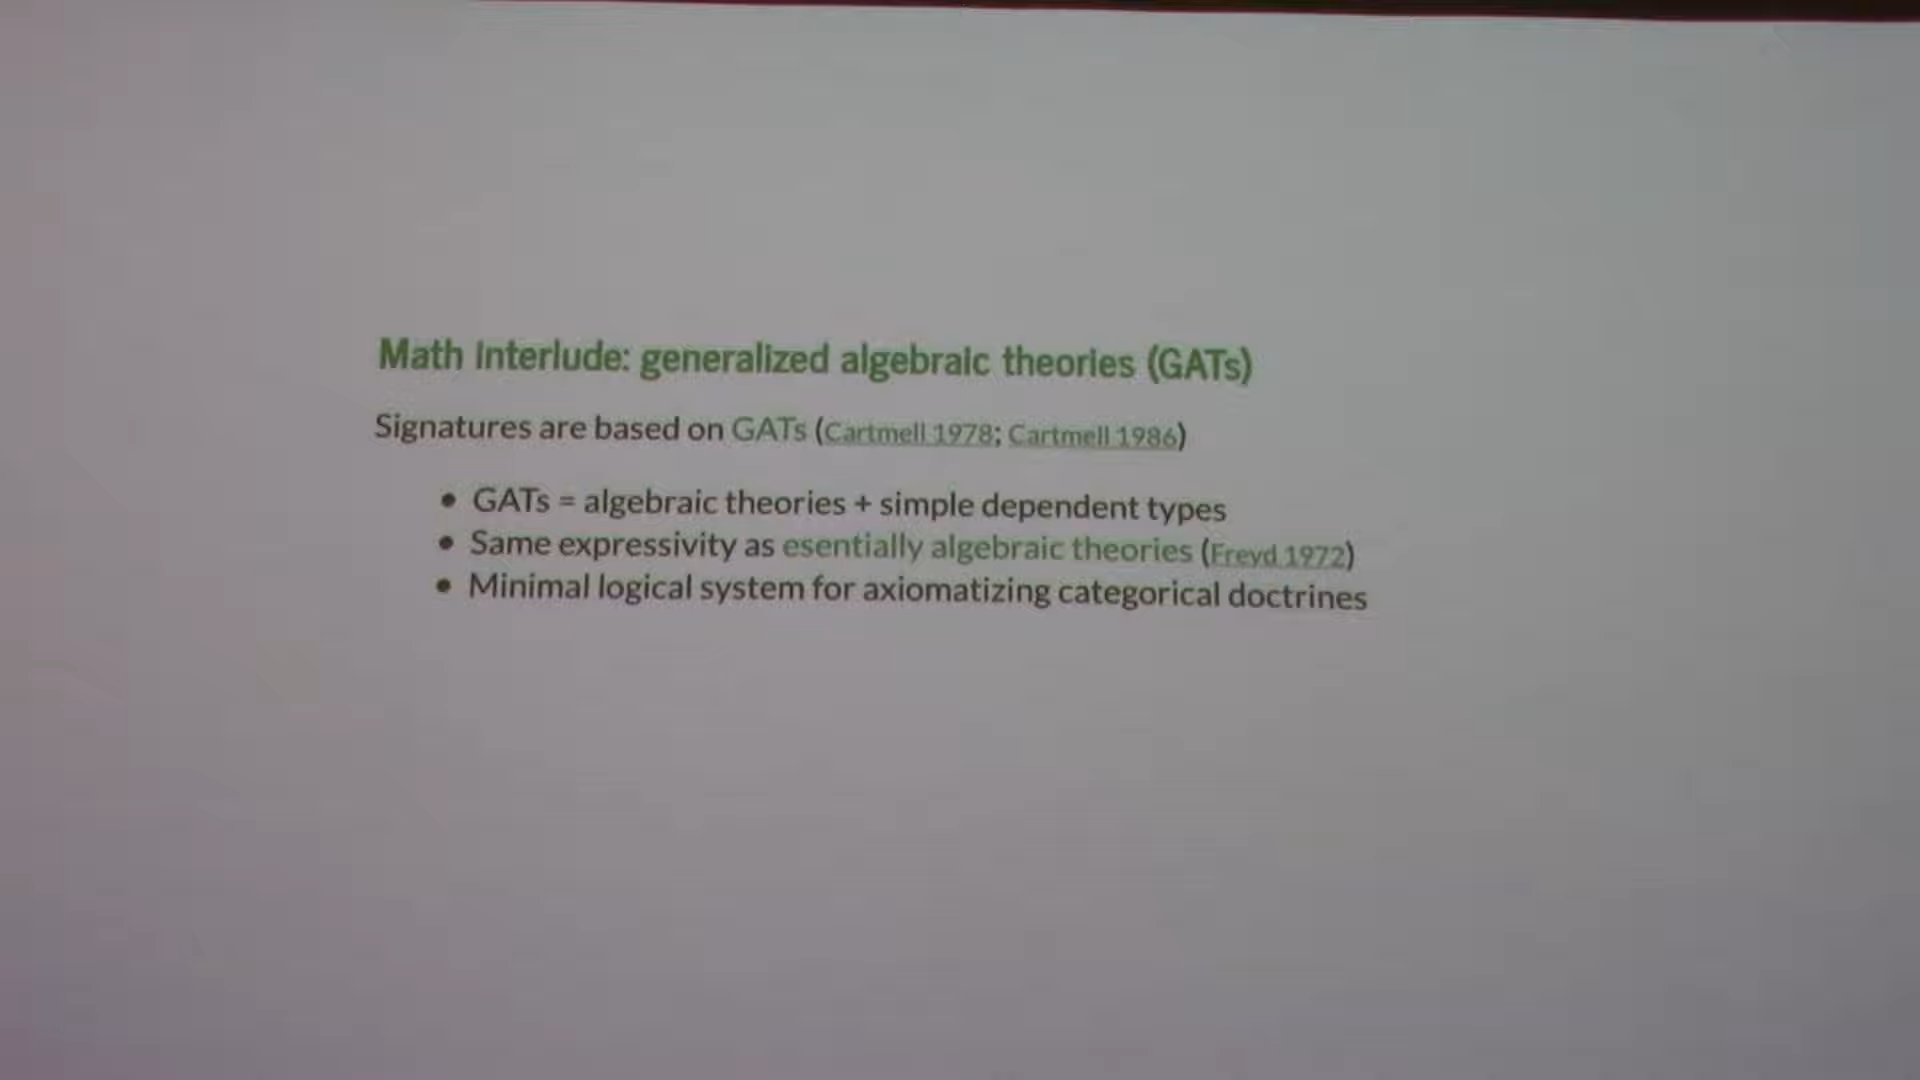 Math Interlude: generalized algebraic theories (GATs)
Signatures are based on GATs (Cartmell 1978; Cartmell 1986)
• GATs = algebraic theories + simple dependent types
• Same expressivity as esentially algebraic theories (Freyd 1972)
• Minimal logical system for axiomatizing categorical doctrines